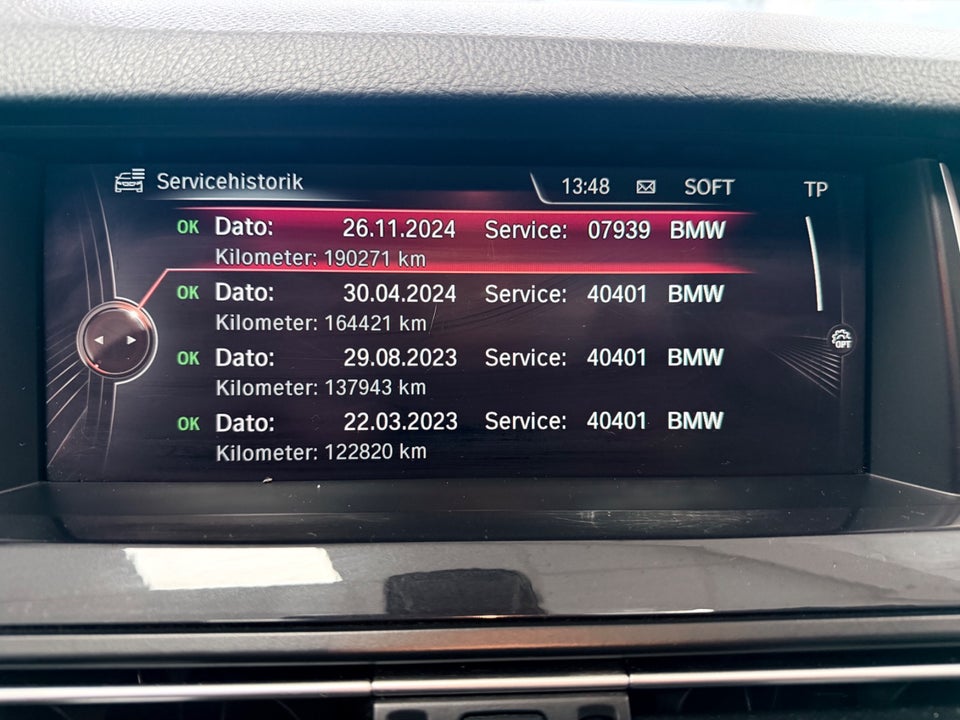 Servicehistorik 13:48 SOFT TP
OK Dato: 26.11.2024 Service: 07939 BMW
Kilometer: 190271 km
OK Dato: 30.04.2024 Service: 40401 BMW
Kilometer: 164421 km
OPT
OK Dato: 29.08.2023 Service: 40401 BMW
Kilometer: 137943 km
OK Dato: 22.03.2023 Service: 40401 BMW
Kilometer: 122820 km